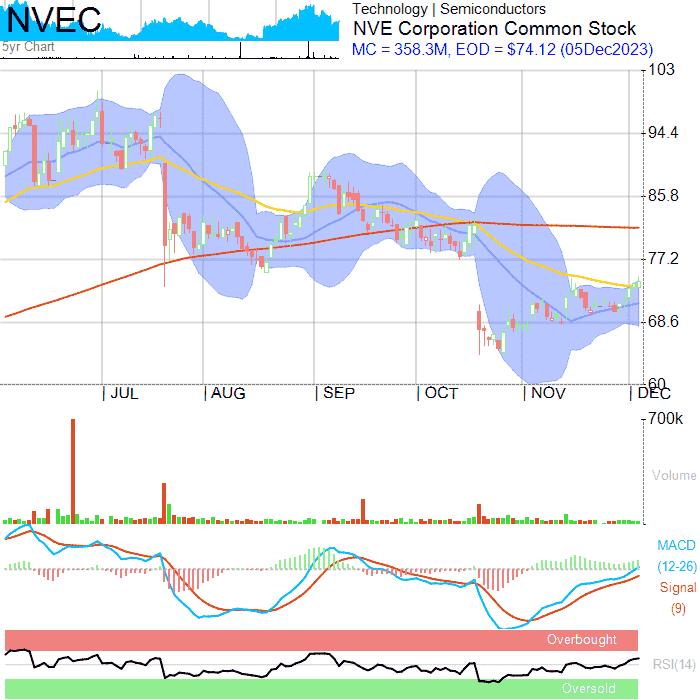 NVEC
5yr Chart
Technology | Semiconductors
NVE Corporation Common Stock
MC = 358.3M, EOD = $74.12 (05Dec2023)
103
94.4
85.8
77.2
68.6
60
JUL AUG SEP OCT NOV DEC
700k
Volume
MACD
(12-26)
Signal
(9)
Overbought
RSI(14)
Oversold